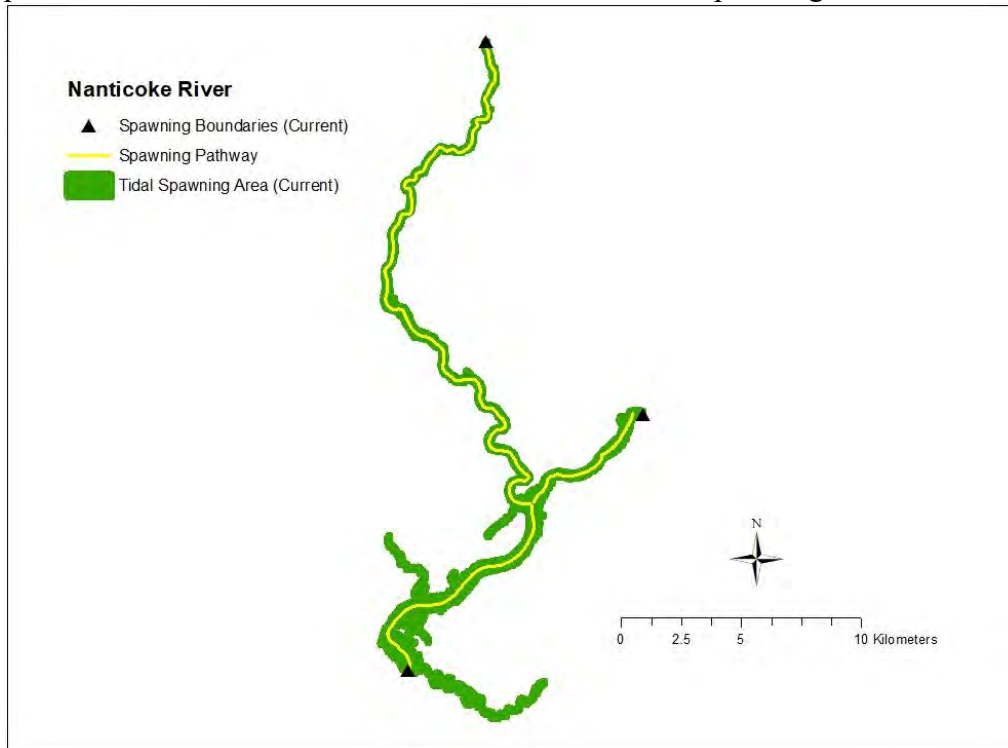 Nanticoke River
Spawning Boundaries (Current)
Spawning Pathway
Tidal Spawning Area (Current)
N
0 2.5 5 10 Kilometers